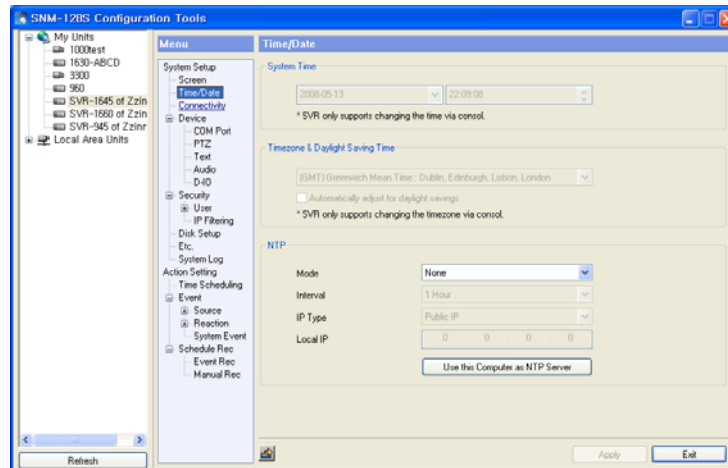 SNM-128S Configuration Tools
My Units
1000test
1630-ABCD
3300
960
SVR-1645 of Zzin
SVR-1660 of Zzin
SVR-945 of Zzinr
Local Area Units
Refresh
Menu
System Setup
Screen
Time/Date
Connectivity
Device
COM Port
PTZ
Text
Audio
DI-IO
Security
User
IP Filtering
Disk Setup
Etc.
System Log
Action Setting
Time Scheduling
Event
Source
Reaction
System Event
Schedule Rec
Event Rec
Manual Rec
Time/Date
System Time
2008-05-13 22:09:08
* SVR only supports changing the time via consol.
Timezone & Daylight Saving Time
(GMT) Greenwich Mean Time : Dublin, Edinburgh, Lisbon, London
Automatically adjust for daylight savings
* SVR only supports changing the timezone via consol.
NTP
Mode None
Interval 1 Hour
IP Type Public IP
Local IP 0 . 0 . 0 . 0
Use this Computer as NTP Server
Apply Exit